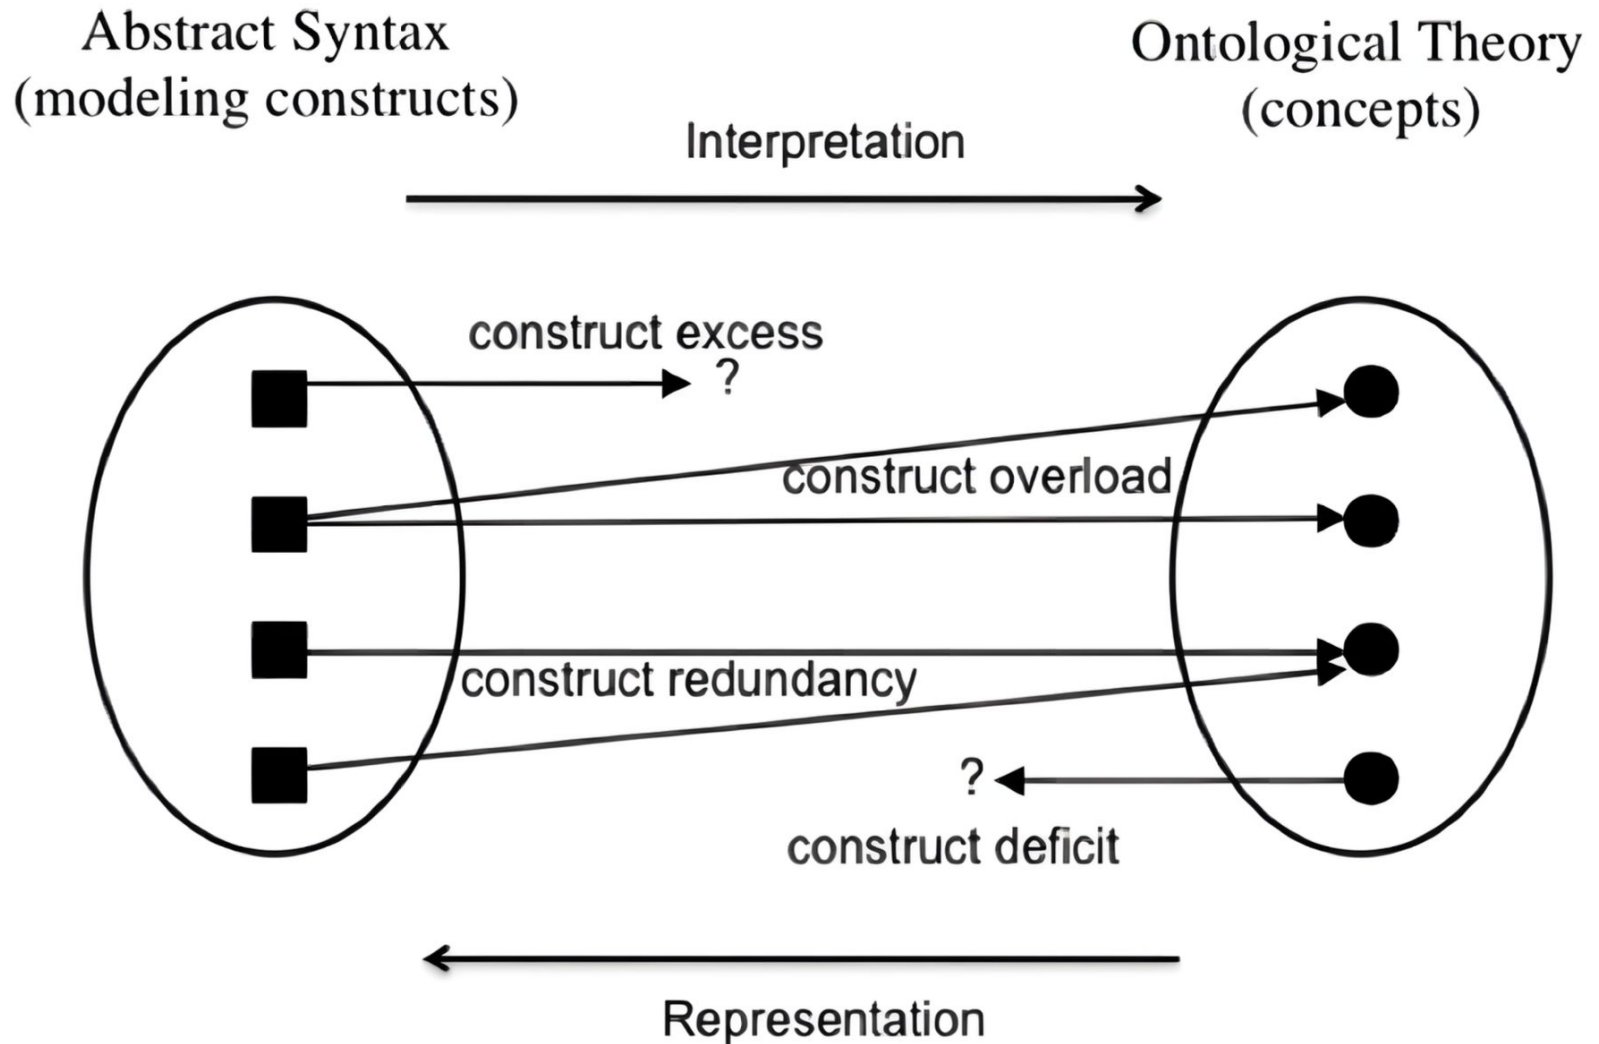 Abstract Syntax
(modeling constructs)
Ontological Theory
(concepts)
Interpretation
construct excess
?
construct overload
construct redundancy
?
construct deficit
Representation